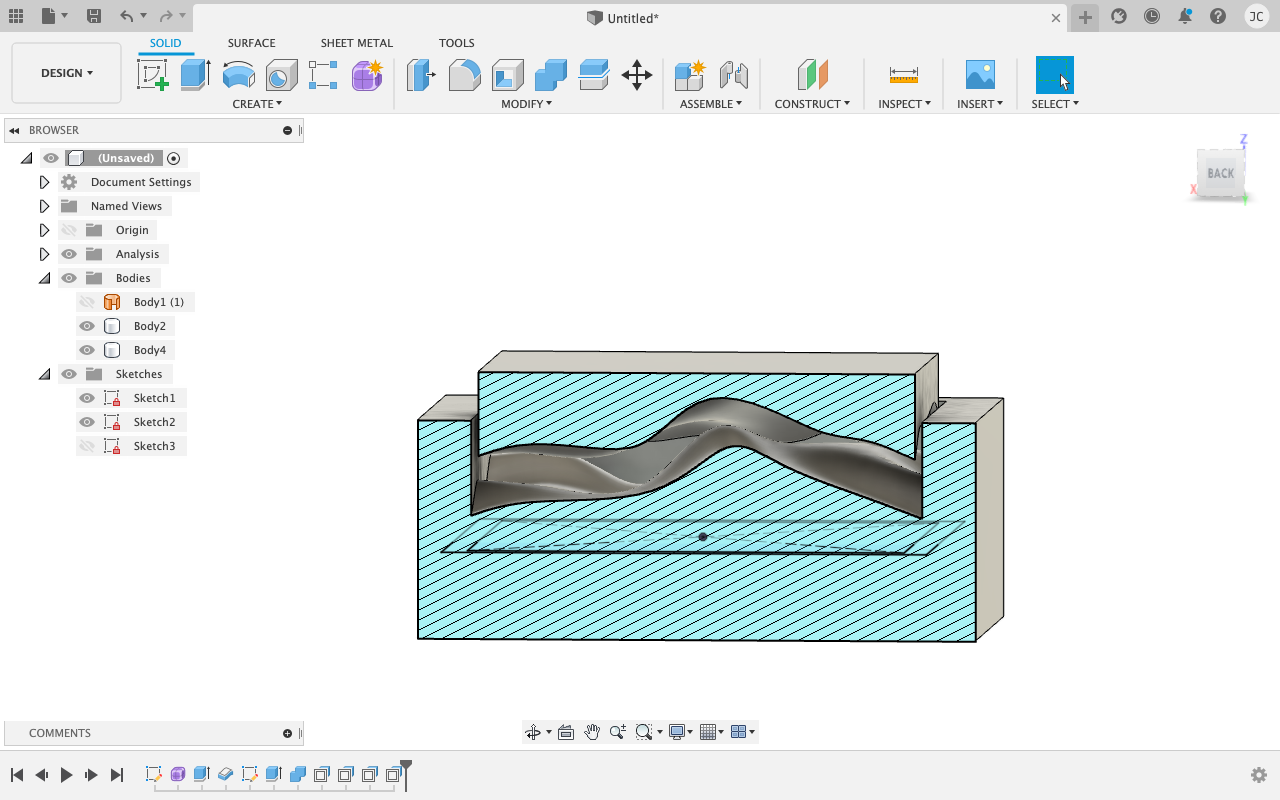 Untitled*
JC
DESIGN
SOLID
SURFACE
SHEET METAL
TOOLS
CREATE
MODIFY
ASSEMBLE
CONSTRUCT
INSPECT
INSERT
SELECT
BROWSER
(Unsaved)
Document Settings
Named Views
Origin
Analysis
Bodies
Body1 (1)
Body2
Body4
Sketches
Sketch1
Sketch2
Sketch3
Z
BACK
X
COMMENTS